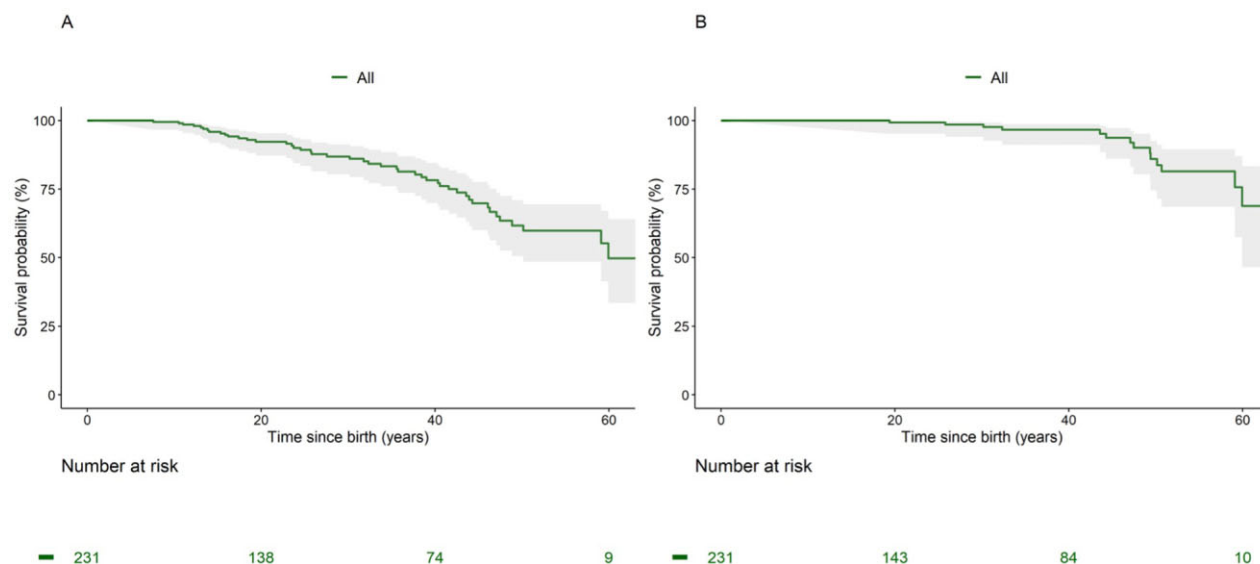 A
All
Survival probability (%)
100
75
50
25
0
0 20 40 60
Time since birth (years)
Number at risk
231 138 74 9
B
All
Survival probability (%)
100
75
50
25
0
0 20 40 60
Time since birth (years)
Number at risk
231 143 84 10